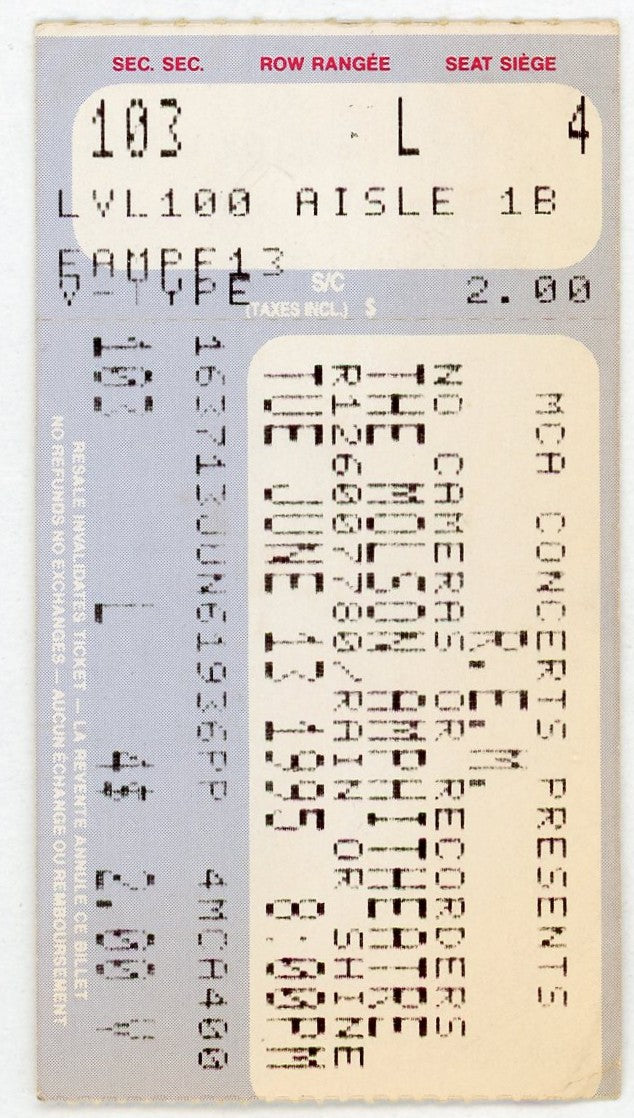 SEC. SEC. ROW RANGÉE SEAT SIÈGE
103 L 4
LVL100 AISLE 1B
EAMPE13
V-TYPE
S/C
(TAXES INCL.) $ 2.00
MCA CONCERTS PRESENTS
R.E.M.
NO CAMERAS OR RECORDERS
THE MOLSON AMPHITHEATRE
R12600780/RAIN OR SHINE
TUE JUNE 13 1995 8:00PM
163713JUN61936PP 4MCA400
103 L 4$ 2.00
RESALE INVALIDATES TICKET — LA REVENTE ANNULE CE BILLET
NO REFUNDS NO EXCHANGES — AUCUN ÉCHANGE OU REMBOURSEMENT